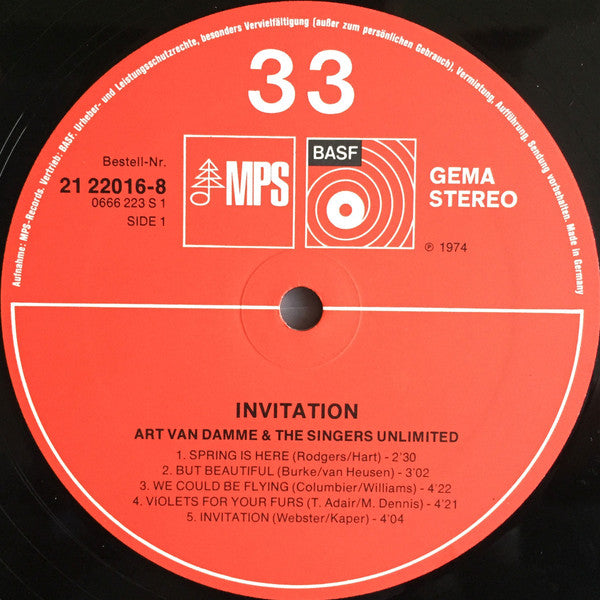 Aufnahme: MPS-Records, Vertrieb: BASF. Urheber- und Leistungsschutzrechte, besonders Vervielfältigung (außer zum persönlichen Gebrauch), Vermietung, Aufführung, Sendung vorbehalten. Made in Germany
33
Bestell-Nr.
21 22016-8
0666 223 S 1
SIDE 1
MPS
BASF
GEMA
STEREO
℗ 1974
INVITATION
ART VAN DAMME & THE SINGERS UNLIMITED
1. SPRING IS HERE (Rodgers/Hart) - 2'30
2. BUT BEAUTIFUL (Burke/van Heusen) - 3'02
3. WE COULD BE FLYING (Columbier/Williams) - 4'22
4. ViOLETS FOR YOUR FURS (T. Adair/M. Dennis) - 4'21
5. INVITATION (Webster/Kaper) - 4'04